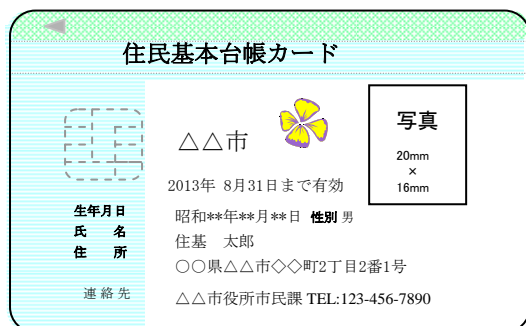 住民基本台帳カード
△△市
写真
20mm
×
16mm
2013年 8月31日まで有効
生年月日 昭和**年**月**日 性別 男
氏 名 住基 太郎
住 所 ○○県△△市◇◇町2丁目2番1号
連絡先 △△市役所市民課 TEL:123-456-7890